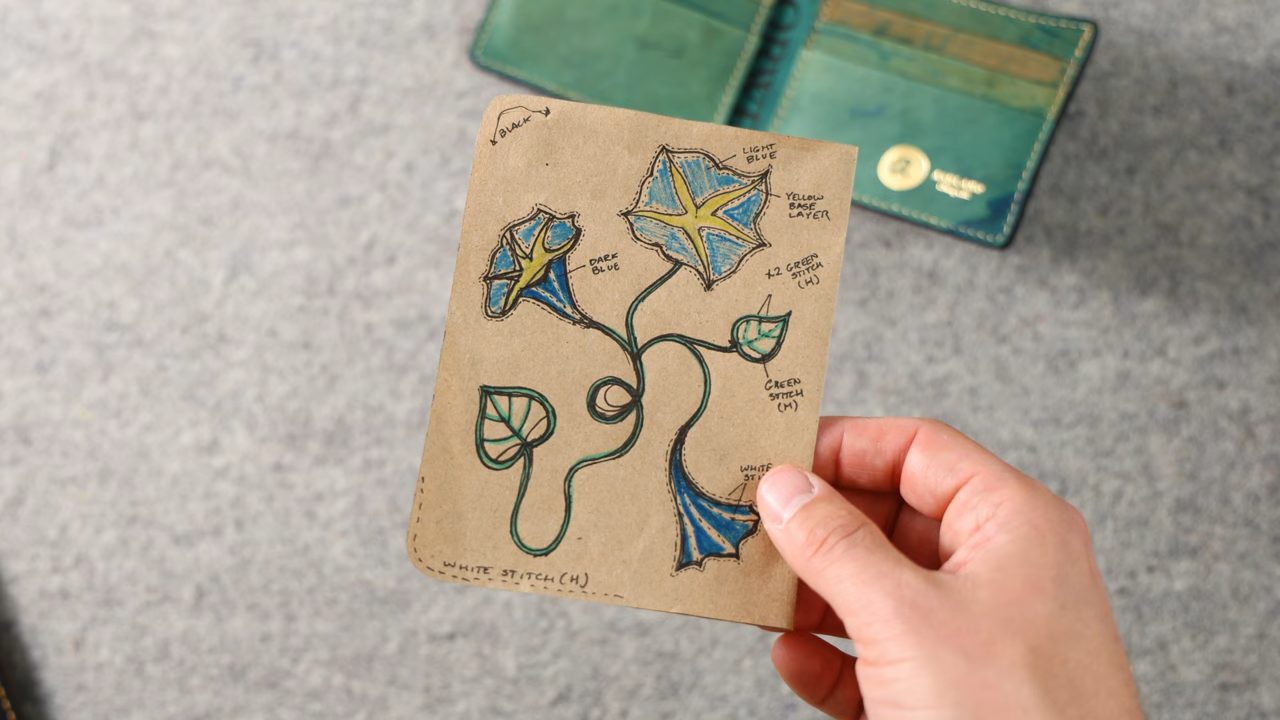 BLACK
LIGHT
BLUE
YELLOW
BASE
LAYER
DARK
BLUE
X2 GREEN
STITCH
(H)
GREEN
STITCH
(M)
WHITE
WHITE STITCH (H)